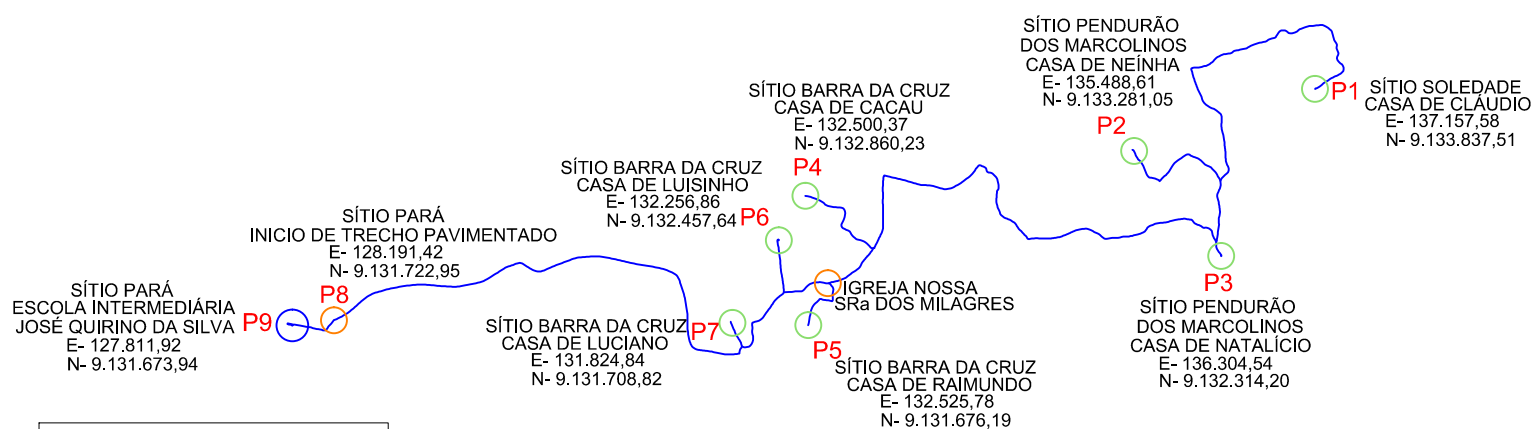 SÍTIO PENDURÃO
DOS MARCOLINOS
CASA DE NEÍNHA
E- 135.488,61
N- 9.133.281,05
P2
P1
SÍTIO SOLEDADE
CASA DE CLÁUDIO
E- 137.157,58
N- 9.133.837,51
SÍTIO BARRA DA CRUZ
CASA DE CACAU
E- 132.500,37
N- 9.132.860,23
P4
SÍTIO BARRA DA CRUZ
CASA DE LUISINHO
E- 132.256,86
N- 9.132.457,64
P6
SÍTIO PARÁ
INICIO DE TRECHO PAVIMENTADO
E- 128.191,42
N- 9.131.722,95
P8
SÍTIO PARÁ
ESCOLA INTERMEDIÁRIA
JOSÉ QUIRINO DA SILVA
E- 127.811,92
N- 9.131.673,94
P9
SÍTIO BARRA DA CRUZ
CASA DE LUCIANO
E- 131.824,84
N- 9.131.708,82
P7
IGREJA NOSSA
SRa DOS MILAGRES
P5
SÍTIO BARRA DA CRUZ
CASA DE RAIMUNDO
E- 132.525,78
N- 9.131.676,19
P3
SÍTIO PENDURÃO
DOS MARCOLINOS
CASA DE NATALÍCIO
E- 136.304,54
N- 9.132.314,20